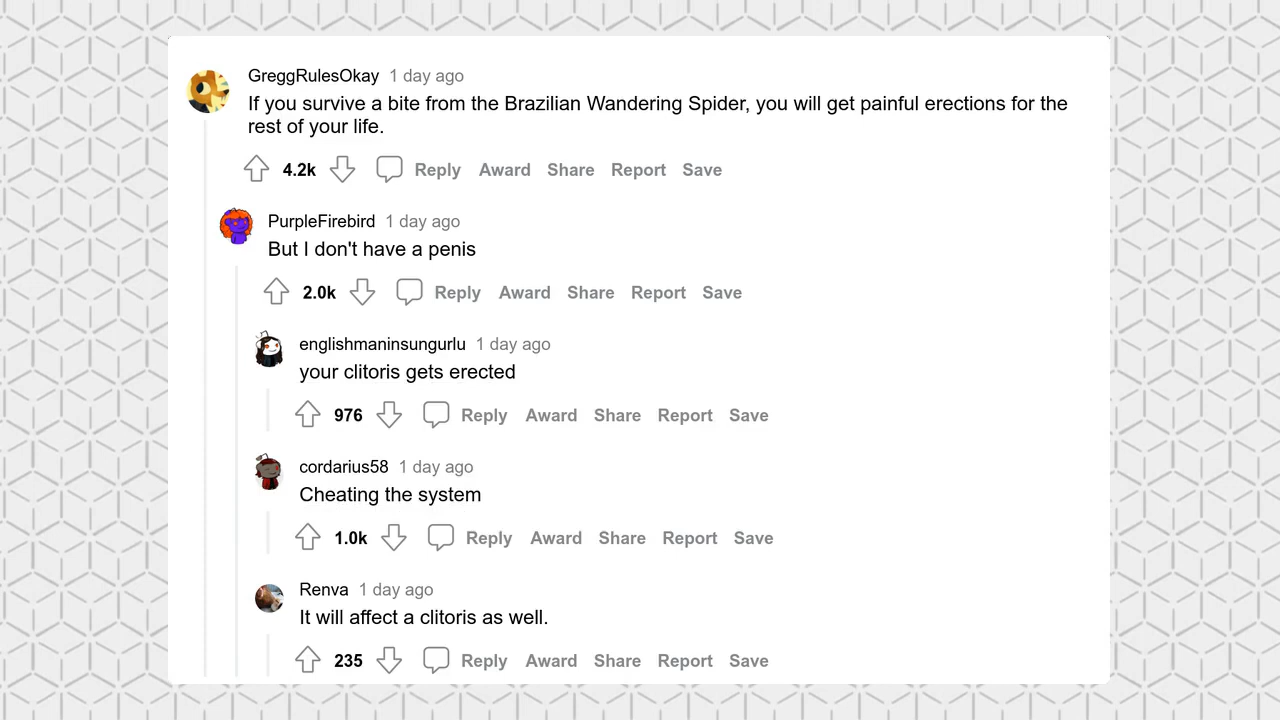 GreggRulesOkay 1 day ago
If you survive a bite from the Brazilian Wandering Spider, you will get painful erections for the
rest of your life.
4.2k Reply Award Share Report Save
PurpleFirebird 1 day ago
But I don't have a penis
2.0k Reply Award Share Report Save
englishmaninsungurlu 1 day ago
your clitoris gets erected
976 Reply Award Share Report Save
cordarius58 1 day ago
Cheating the system
1.0k Reply Award Share Report Save
Renva 1 day ago
It will affect a clitoris as well.
235 Reply Award Share Report Save